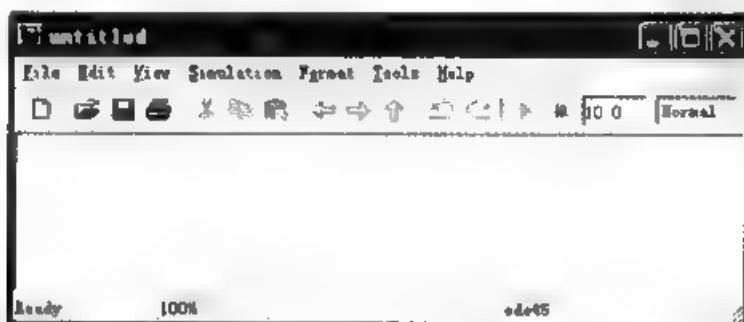 untitled
File Edit View Simulation Format Tools Help
10.0 Normal
Ready 100% ode45